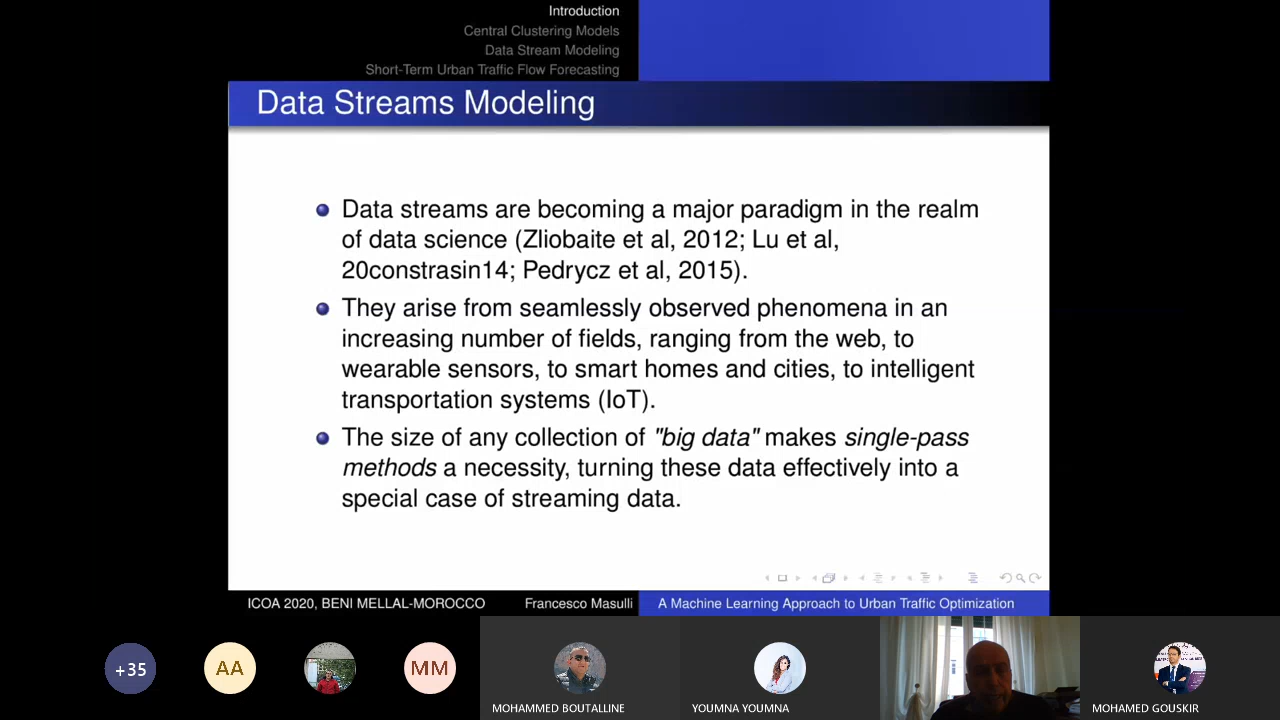 Introduction
Central Clustering Models
Data Stream Modeling
Short-Term Urban Traffic Flow Forecasting
Data Streams Modeling
Data streams are becoming a major paradigm in the realm
of data science (Zliobaite et al, 2012; Lu et al,
20constrasin14; Pedrycz et al, 2015).
They arise from seamlessly observed phenomena in an
increasing number of fields, ranging from the web, to
wearable sensors, to smart homes and cities, to intelligent
transportation systems (IoT).
The size of any collection of "big data" makes single-pass
methods a necessity, turning these data effectively into a
special case of streaming data.
ICOA 2020, BENI MELLAL-MOROCCO Francesco Masulli A Machine Learning Approach to Urban Traffic Optimization
+35 AA MM
MOHAMMED BOUTALLINE YOUMNA YOUMNA MOHAMED GOUSKIR